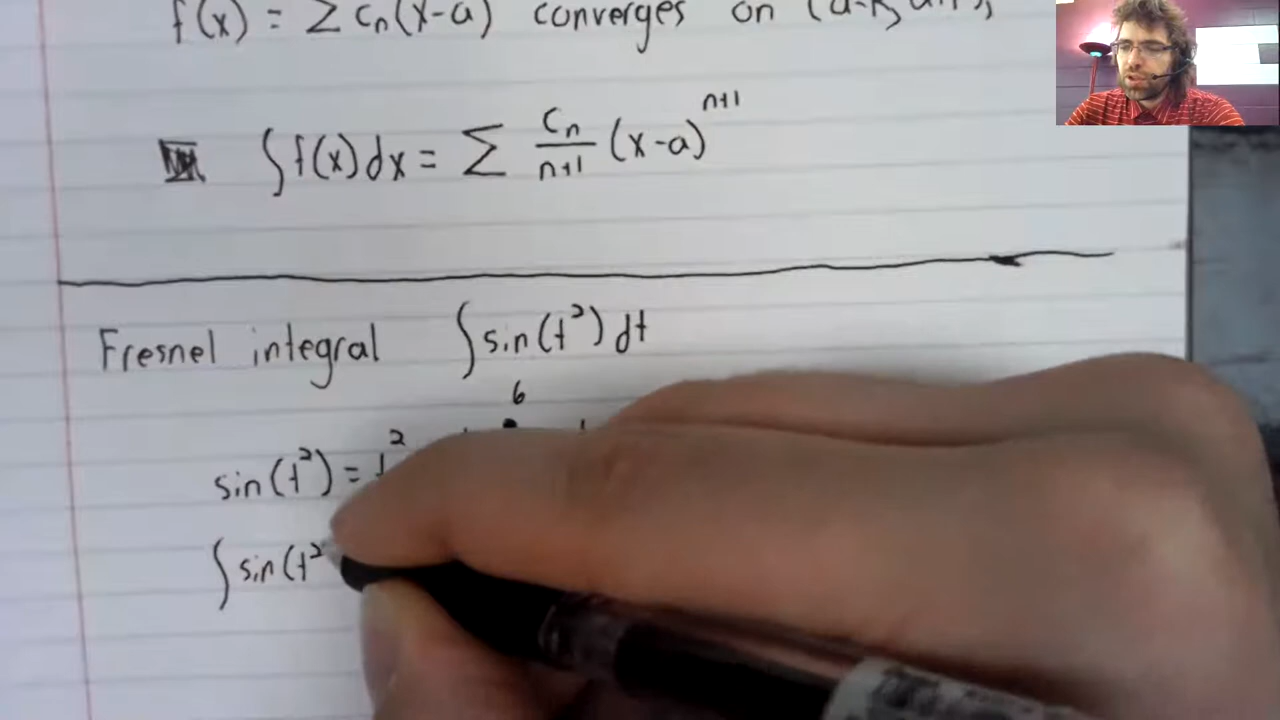 f(x) = Σ cₙ(x-a) converges on
∫f(x)dx = Σ cₙ/n+1 (x-a)ⁿ⁺¹
Fresnel integral ∫sin(t²)dt
6
sin(t²) = t²
∫sin(t²